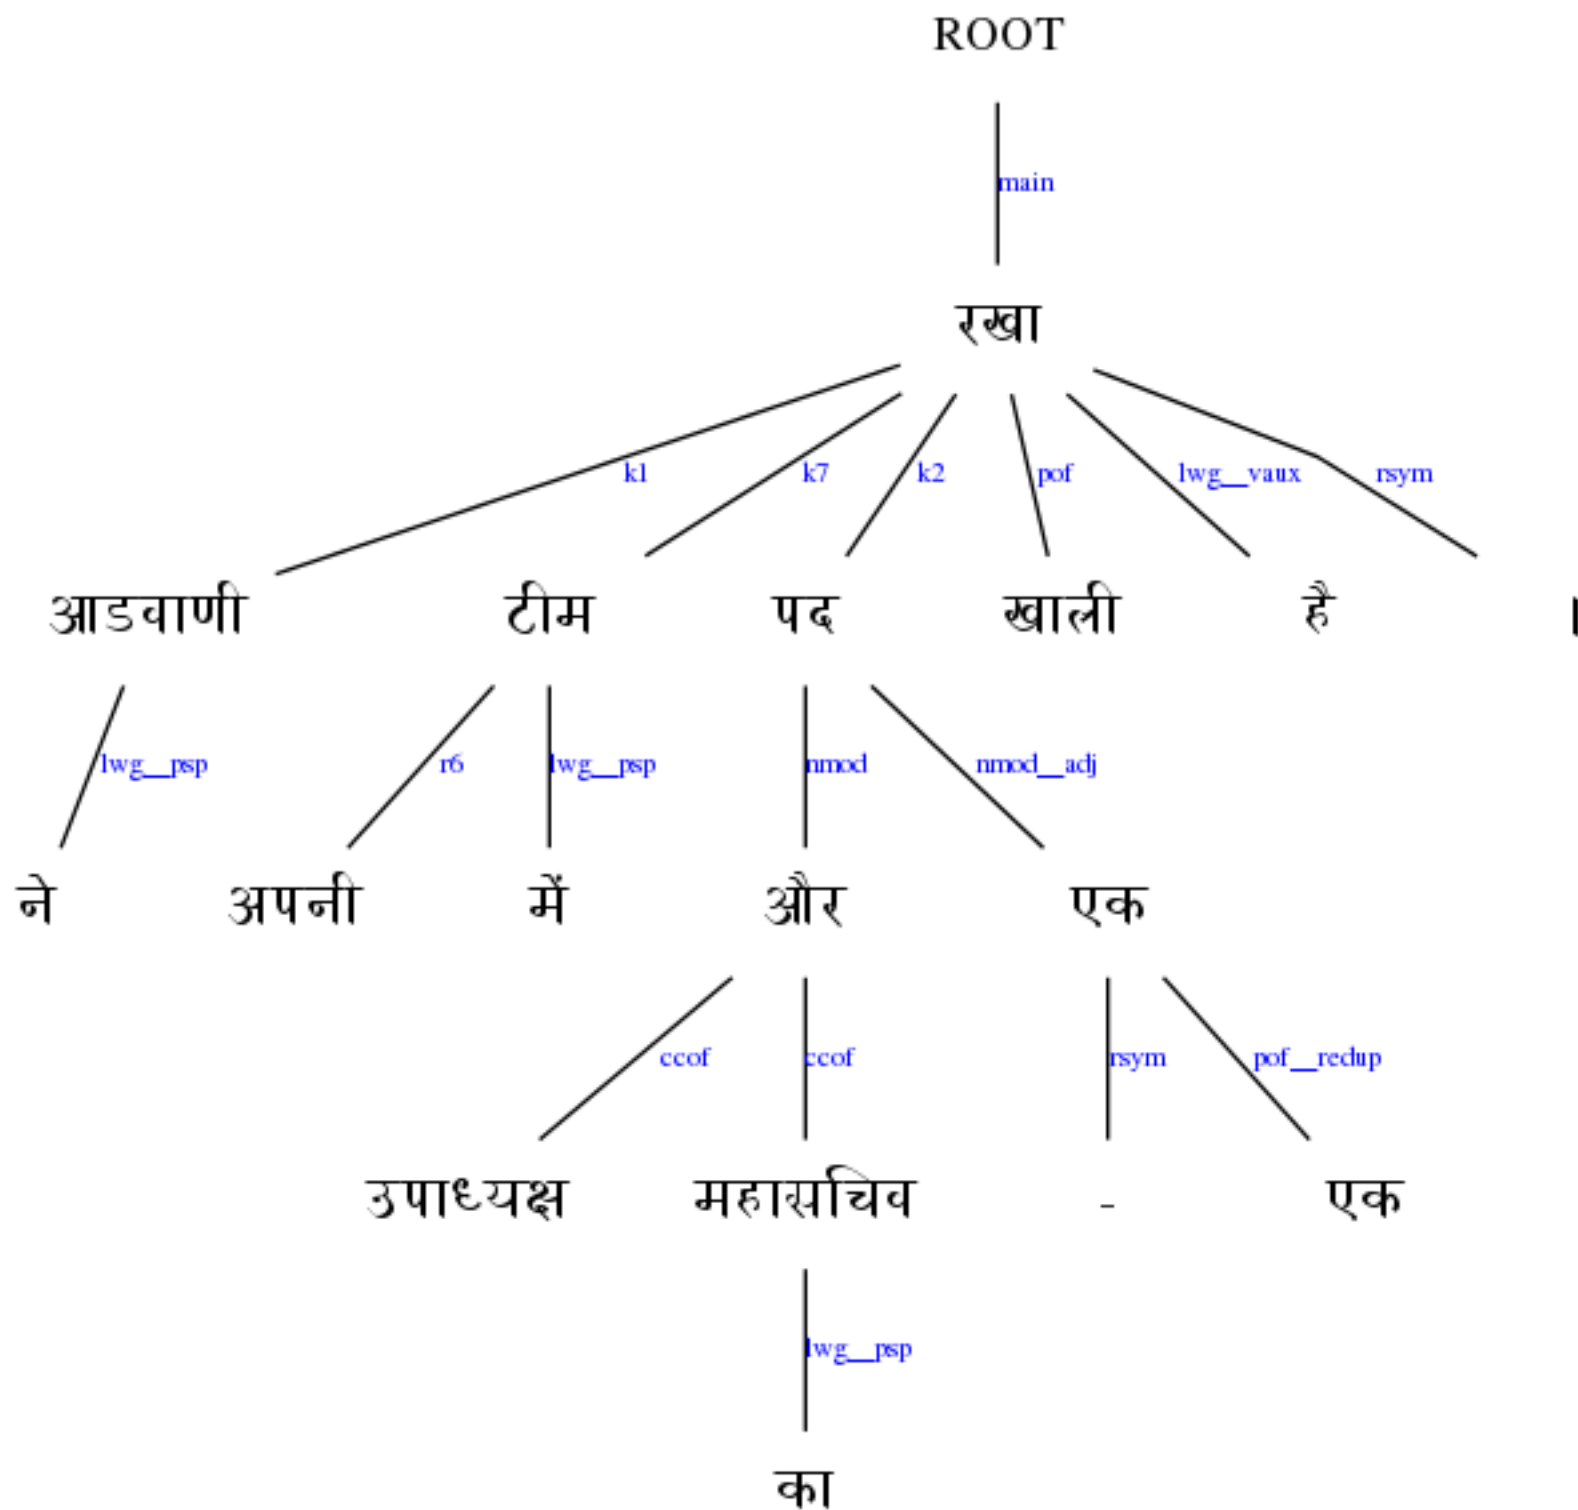 ROOT
main
रखा
k1 k7 k2 pof lwg__vaux rsym
आडवाणी टीम पद खाली है ।
lwg__psp r6 lwg__psp nmod nmod__adj
ने अपनी में और एक
ccof ccof rsym pof__redup
उपाध्यक्ष महासचिव - एक
lwg__psp
का